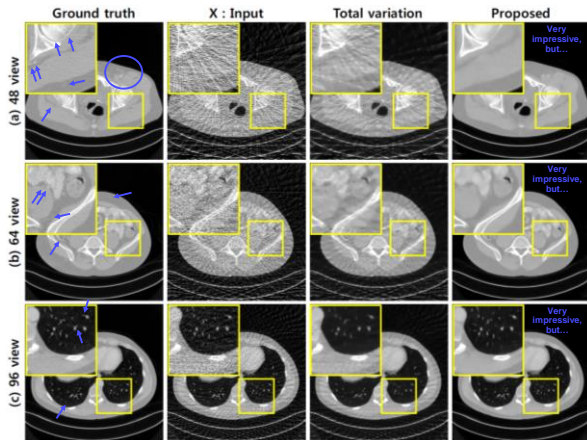 Ground truth
X : Input
Total variation
Proposed
(a) 48 view
Very
impressive,
but...
(b) 64 view
Very
impressive,
but...
(c) 96 view
Very
impressive,
but...